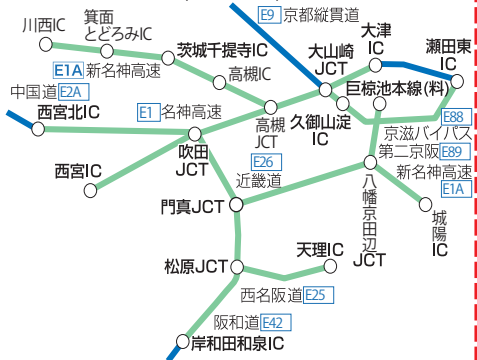 E9 京都縦貫道
川西IC
箕面
とどろみIC
茨城千提寺IC
大山崎
JCT
大津
IC
瀬田東
IC
E1A 新名神高速
高槻IC
巨椋池本線(料)
中国道 E2A
西宮北IC
E1 名神高速
高槻
JCT
久御山淀
IC
E88
京滋バイパス
吹田
JCT
E26
近畿道
第二京阪 E89
新名神高速
E1A
西宮IC
門真JCT
八幡京田辺
JCT
城陽
IC
松原JCT
天理IC
西名阪道 E25
阪和道 E42
岸和田和泉IC